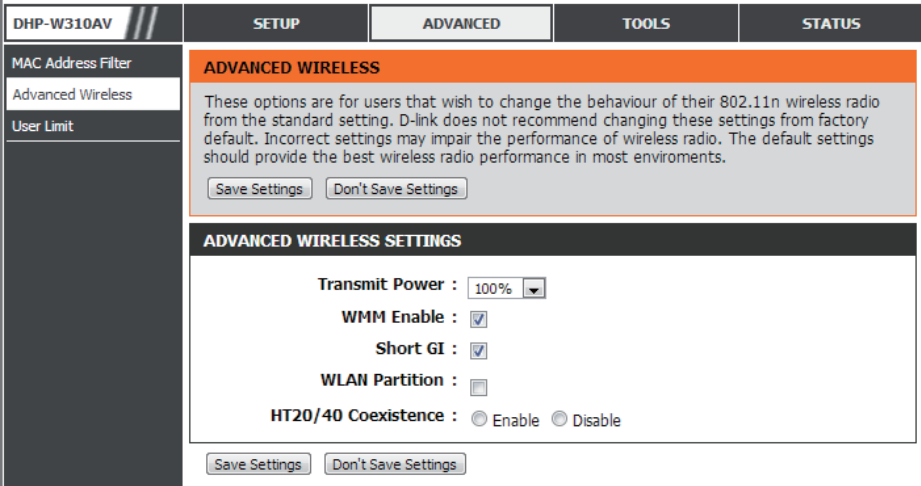 DHP-W310AV
SETUP
ADVANCED
TOOLS
STATUS
MAC Address Filter
Advanced Wireless
User Limit
ADVANCED WIRELESS
These options are for users that wish to change the behaviour of their 802.11n wireless radio
from the standard setting. D-link does not recommend changing these settings from factory
default. Incorrect settings may impair the performance of wireless radio. The default settings
should provide the best wireless radio performance in most enviroments.
Save Settings Don't Save Settings
ADVANCED WIRELESS SETTINGS
Transmit Power : 100%
WMM Enable :
Short GI :
WLAN Partition :
HT20/40 Coexistence : Enable Disable
Save Settings Don't Save Settings